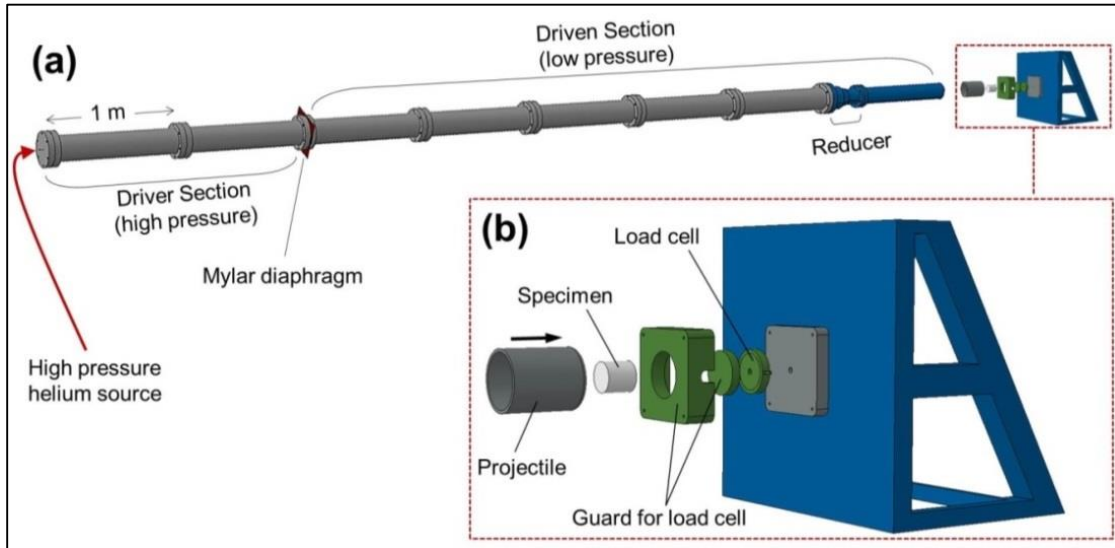 (a)
Driven Section
(low pressure)
1 m
Reducer
Driver Section
(high pressure)
Mylar diaphragm
High pressure
helium source
(b)
Load cell
Specimen
Projectile
Guard for load cell